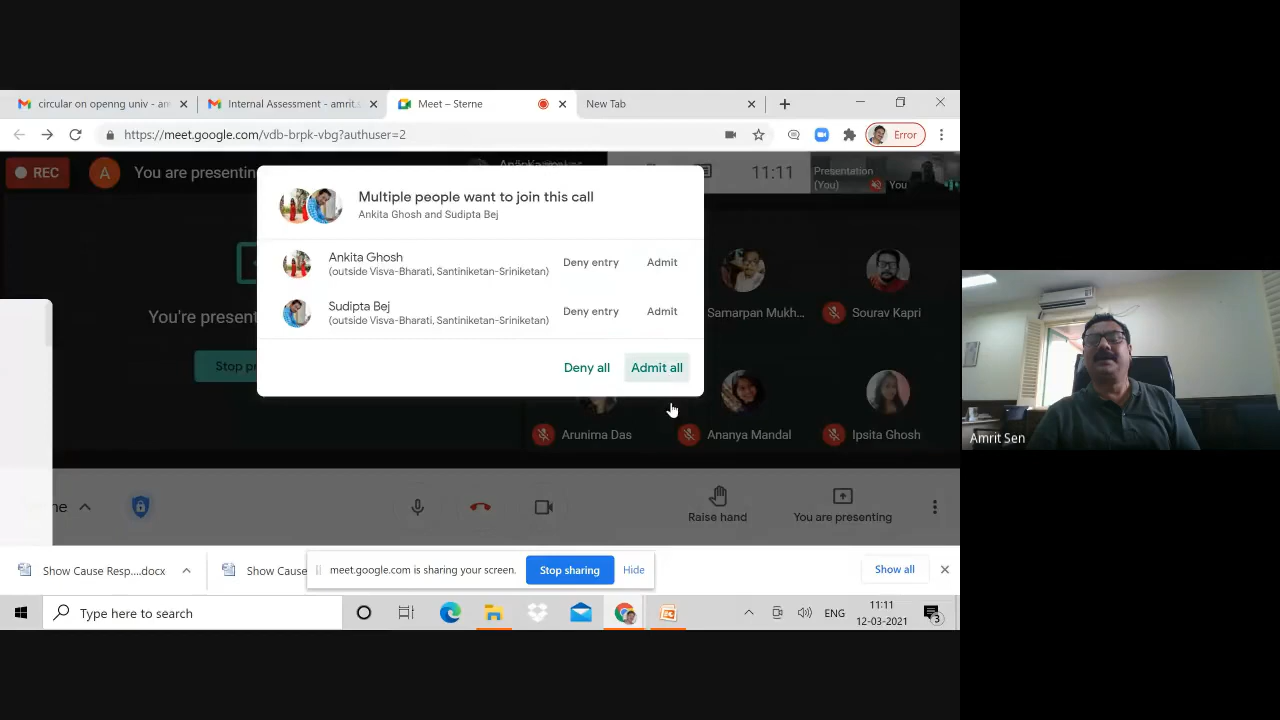 circular on openng univ - am
Internal Assessment - amrit.
Meet – Sterne
New Tab
https://meet.google.com/vdb-brpk-vbg?authuser=2
Error
REC
A
You are presenting
11:11
Presentation
(You)
You
Multiple people want to join this call
Ankita Ghosh and Sudipta Bej
Ankita Ghosh
(outside Visva-Bharati, Santiniketan-Sriniketan)
Deny entry
Admit
Sudipta Bej
(outside Visva-Bharati, Santiniketan-Sriniketan)
Deny entry
Admit
Deny all
Admit all
You're present
Stop pr
Samarpan Mukh...
Sourav Kapri
Arunima Das
Ananya Mandal
Ipsita Ghosh
Amrit Sen
ne
Raise hand
You are presenting
Show Cause Resp....docx
Show Cause
meet.google.com is sharing your screen.
Stop sharing
Hide
Show all
Type here to search
ENG
11:11
12-03-2021
3